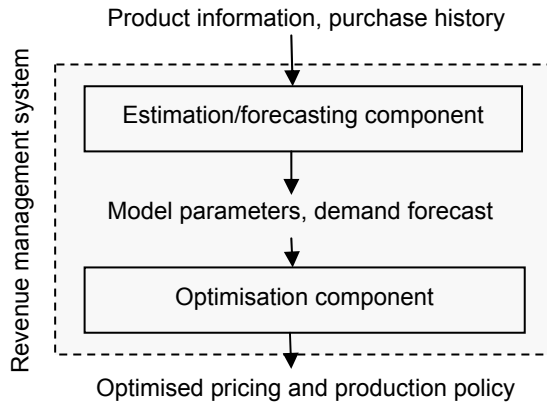 Product information, purchase history
Revenue management system
Estimation/forecasting component
Model parameters, demand forecast
Optimisation component
Optimised pricing and production policy